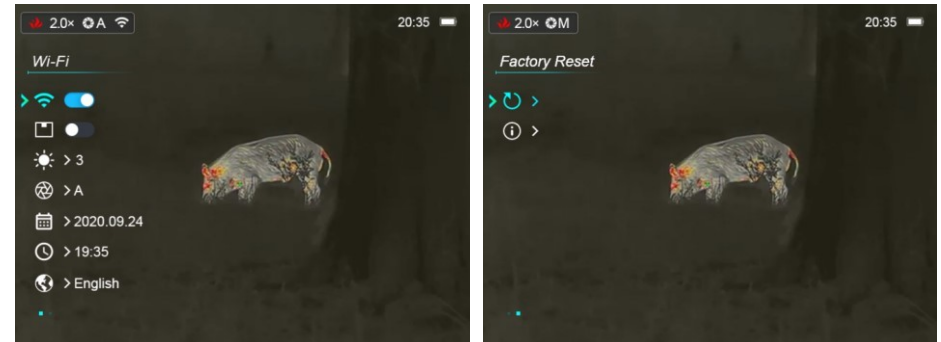 2.0× A
20:35
Wi-Fi
> 3
> A
> 2020.09.24
> 19:35
> English
2.0× M
20:35
Factory Reset
>
>